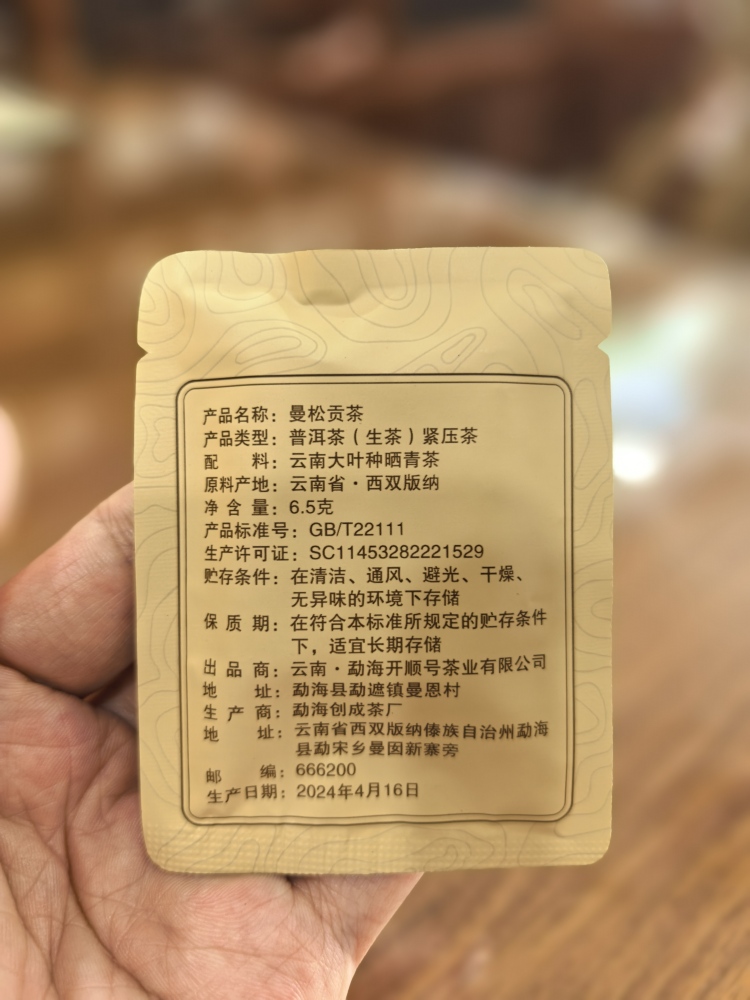 产品名称：曼松贡茶
产品类型：普洱茶（生茶）紧压茶
配　　料：云南大叶种晒青茶
原料产地：云南省·西双版纳
净 含 量：6.5克
产品标准号：GB/T22111
生产许可证：SC11453282221529
贮存条件：在清洁、通风、避光、干燥、
无异味的环境下存储
保 质 期：在符合本标准所规定的贮存条件
下，适宜长期存储
出 品 商：云南·勐海开顺号茶业有限公司
地　　址：勐海县勐遮镇曼恩村
生 产 商：勐海创成茶厂
地　　址：云南省西双版纳傣族自治州勐海
县勐宋乡曼囡新寨旁
邮　　编：666200
生产日期：2024年4月16日